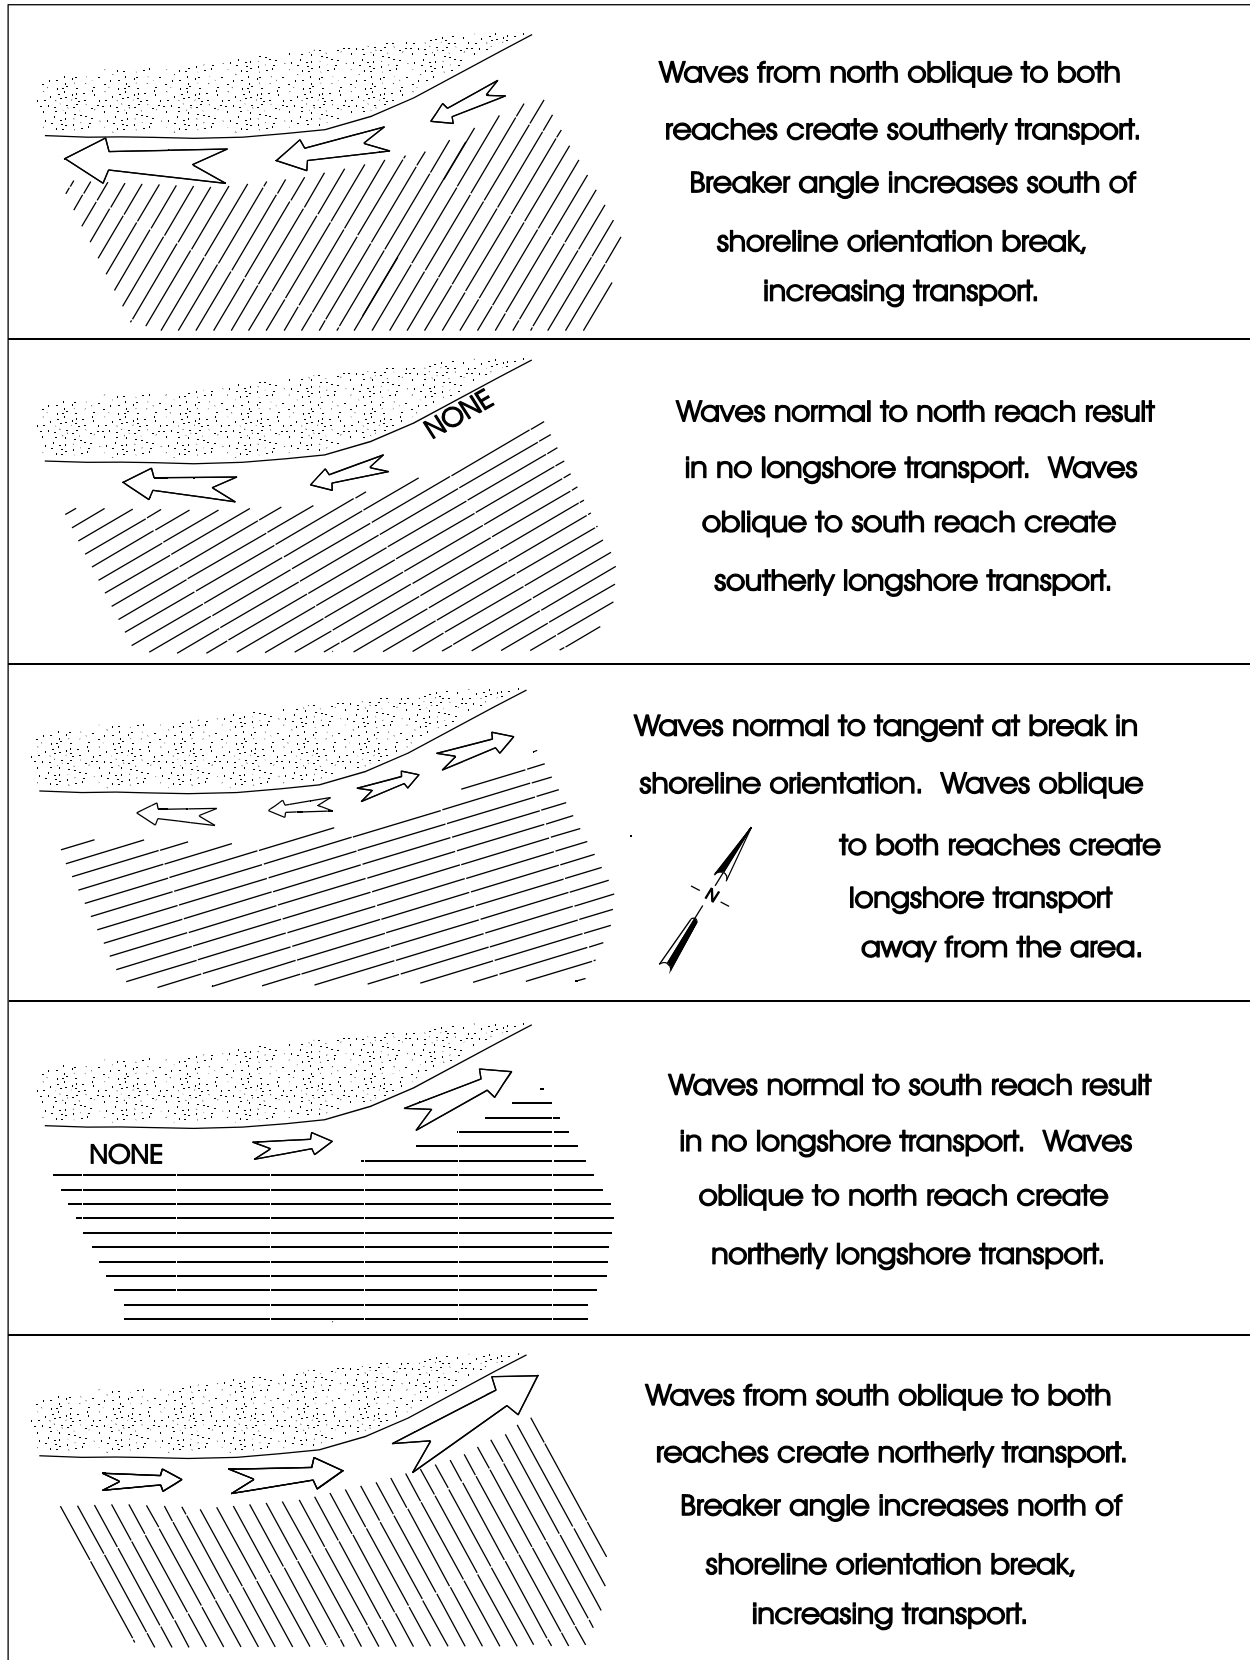 Waves from north oblique to both
reaches create southerly transport.
Breaker angle increases south of
shoreline orientation break,
increasing transport.
NONE
Waves normal to north reach result
in no longshore transport.  Waves
oblique to south reach create
southerly longshore transport.
Waves normal to tangent at break in
shoreline orientation.  Waves oblique
to both reaches create
longshore transport
away from the area.
N
NONE
Waves normal to south reach result
in no longshore transport.  Waves
oblique to north reach create
northerly longshore transport.
Waves from south oblique to both
reaches create northerly transport.
Breaker angle increases north of
shoreline orientation break,
increasing transport.